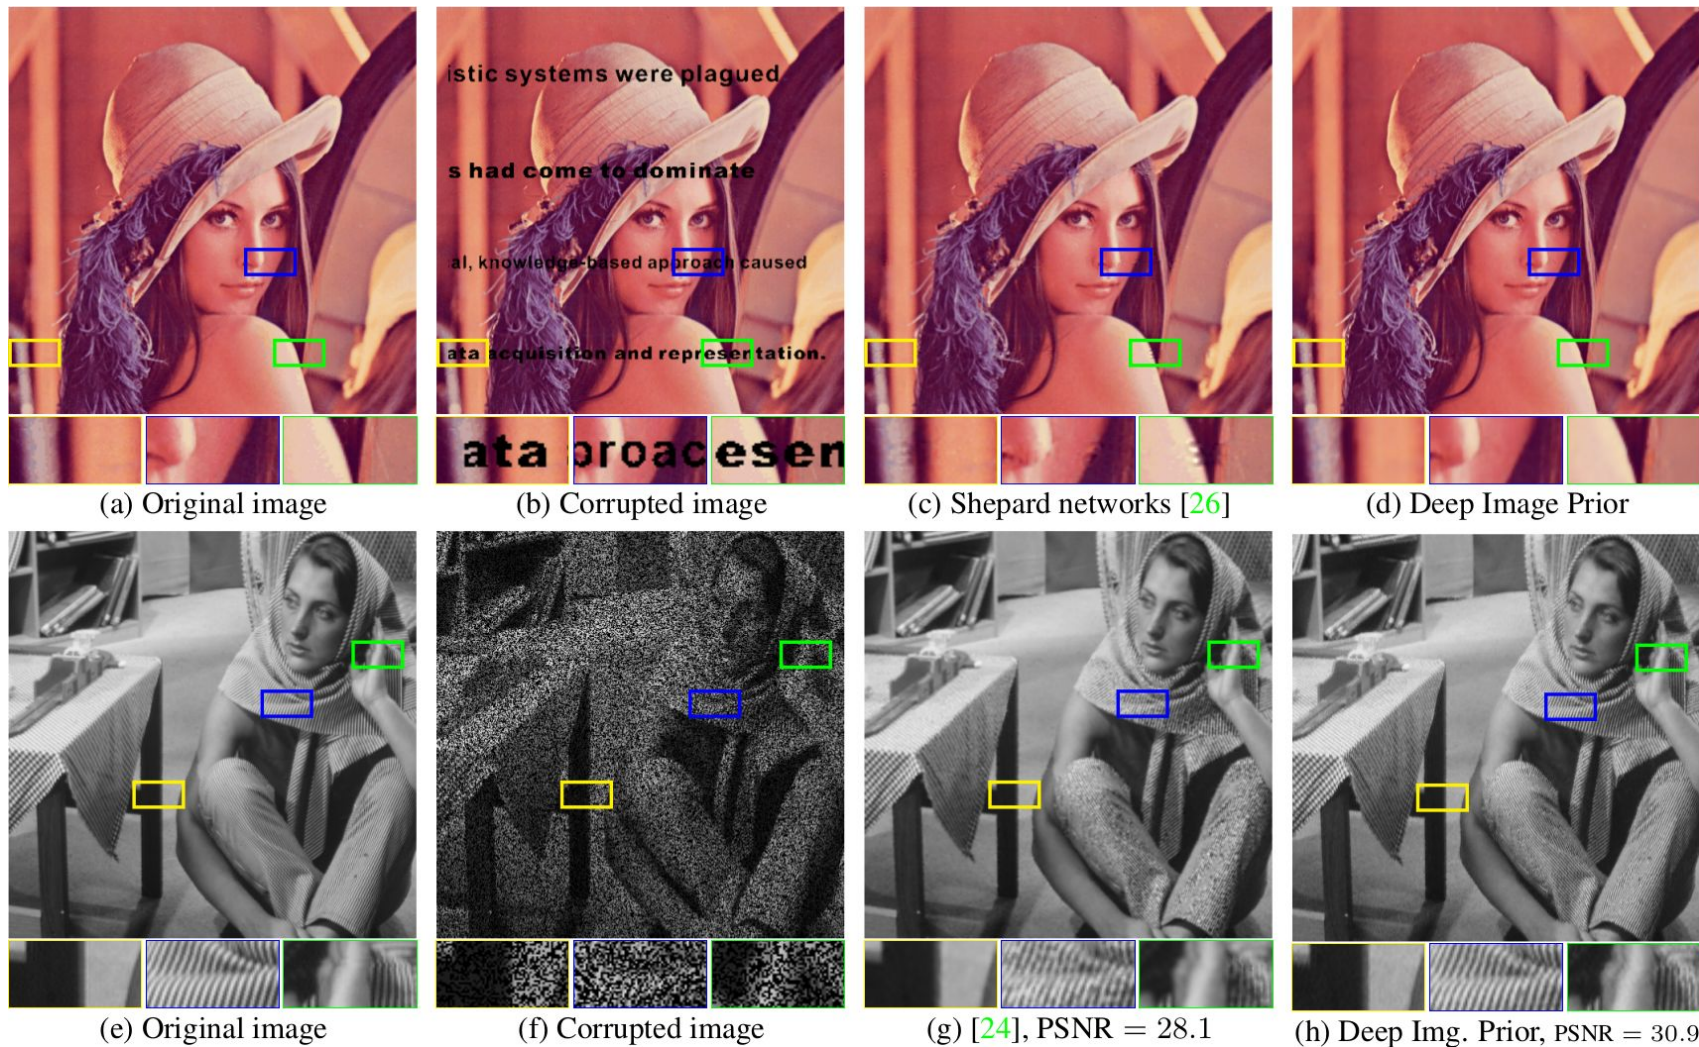 istic systems were plagued
s had come to dominate
al, knowledge-based approach caused
ata acquisition and representation.
ata proac esen
(a) Original image
(b) Corrupted image
(c) Shepard networks [26]
(d) Deep Image Prior
(e) Original image
(f) Corrupted image
(g) [24], PSNR = 28.1
(h) Deep Img. Prior, PSNR = 30.9